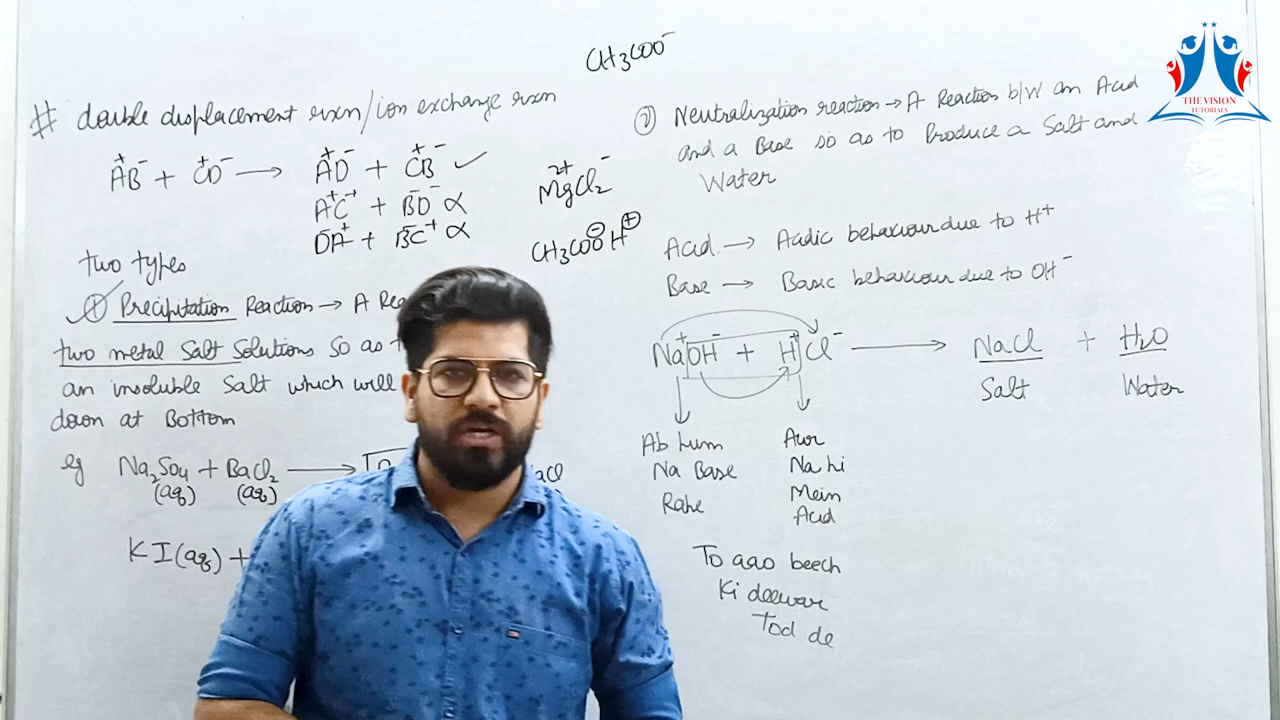 CH₃COO⁻
# double displacement rxn/ion exchange rxn
A⁺B⁻ + C⁺D⁻ → A⁺D⁻ + C⁺B⁻ ✓
A⁺C⁺ + B⁻D⁻ ∝
D⁻A⁺ + B⁻C⁺ ∝
Mg²⁺Cl₂⁻
CH₃COO⁻H⁺
two types
① Precipitation Reaction → A Rea
two metal salt solutions so as
an insoluble salt which will
down at Bottom
eg Na₂SO₄ + BaCl₂ →
(aq) (aq)
KI(aq) +
② Neutralization reaction → A Reaction b/w an Acid
and a Base so as to Produce a Salt and
Water
Acid → Acidic behaviour due to H⁺
Base → Basic behaviour due to OH⁻
Na⁺OH⁻ + H⁺Cl⁻ → NaCl + H₂O
Salt Water
Ab hum
Na Base
Rahe
Aur
Na hi
Mein
Acid
To aao beech
Ki deewar
Tod de
THE VISION
TUTORIALS